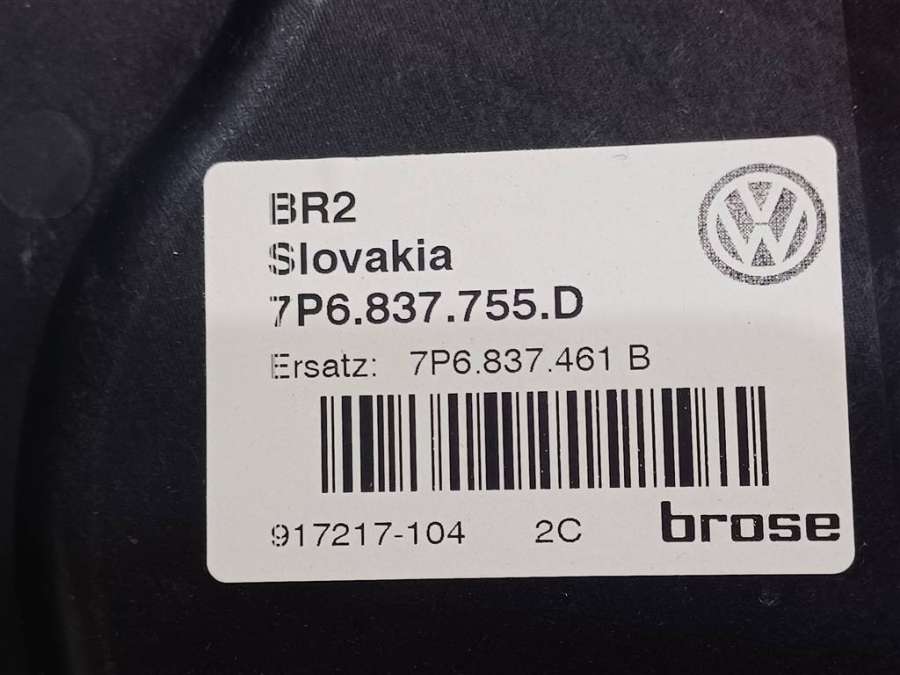 BR2
Slovakia
7P6.837.755.D
Ersatz: 7P6.837.461 B
917217-104 2C brose